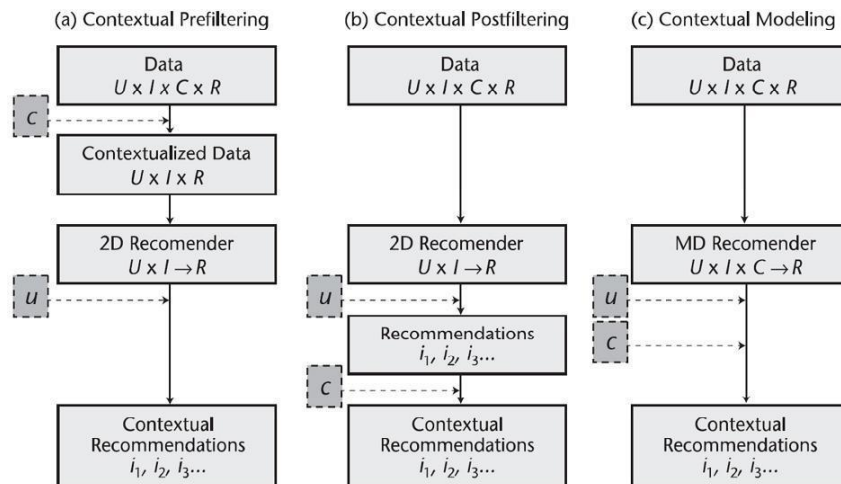 (a) Contextual Prefiltering
Data
U x I x C x R
c
Contextualized Data
U x I x R
2D Recomender
U x I → R
u
Contextual
Recommendations
i₁, i₂, i₃...
(b) Contextual Postfiltering
Data
U x I x C x R
2D Recomender
U x I → R
u
Recommendations
i₁, i₂, i₃...
c
Contextual
Recommendations
i₁, i₂, i₃...
(c) Contextual Modeling
Data
U x I x C x R
MD Recomender
U x I x C → R
u
c
Contextual
Recommendations
i₁, i₂, i₃...